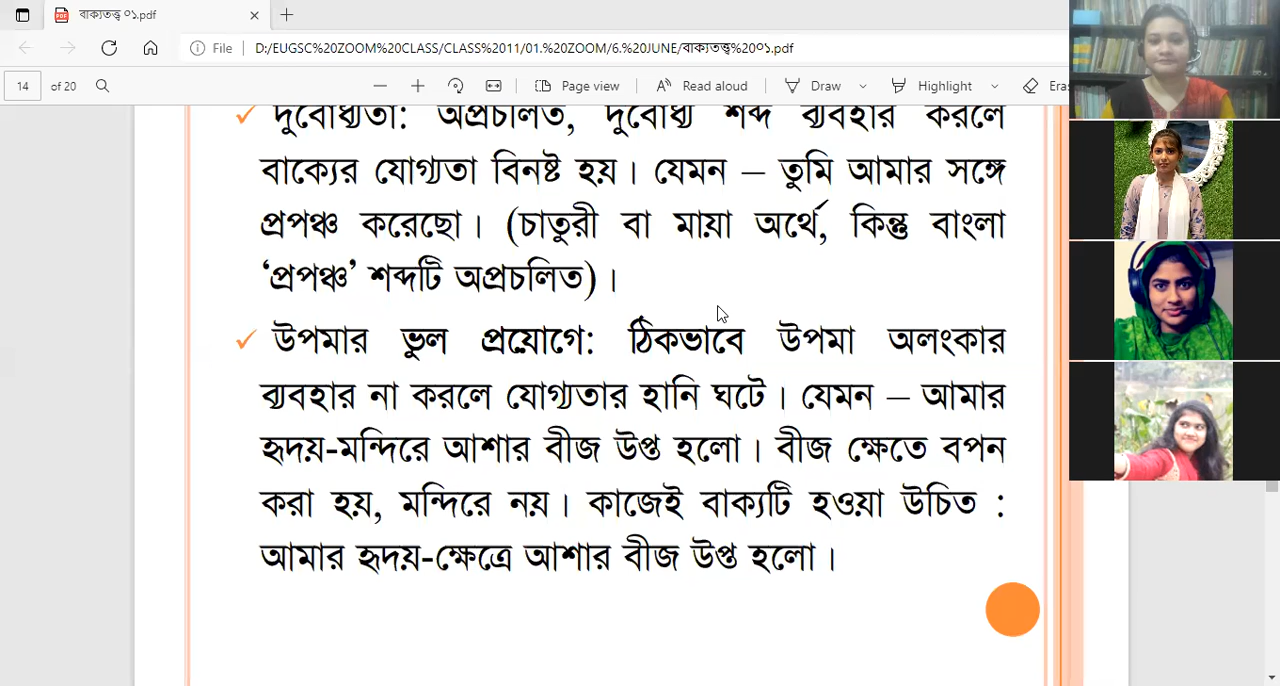 বাক্যতত্ত্ব ০১.pdf
File D:/EUGSC%20ZOOM%20CLASS/CLASS%2011/01.%20ZOOM/6.%20JUNE/বাক্যতত্ত্ব%20০১.pdf
14 of 20 Page view Read aloud Draw Highlight Eras
দুর্বোধ্যতা: অপ্রচলিত, দুর্বোধ্য শব্দ ব্যবহার করলে
বাক্যের যোগ্যতা বিনষ্ট হয়। যেমন – তুমি আমার সঙ্গে
প্রপঞ্চ করেছো। (চাতুরী বা মায়া অর্থে, কিন্তু বাংলা
‘প্রপঞ্চ’ শব্দটি অপ্রচলিত)।
উপমার ভুল প্রয়োগে: ঠিকভাবে উপমা অলংকার
ব্যবহার না করলে যোগ্যতার হানি ঘটে। যেমন – আমার
হৃদয়-মন্দিরে আশার বীজ উপ্ত হলো। বীজ ক্ষেতে বপন
করা হয়, মন্দিরে নয়। কাজেই বাক্যটি হওয়া উচিত :
আমার হৃদয়-ক্ষেত্রে আশার বীজ উপ্ত হলো।